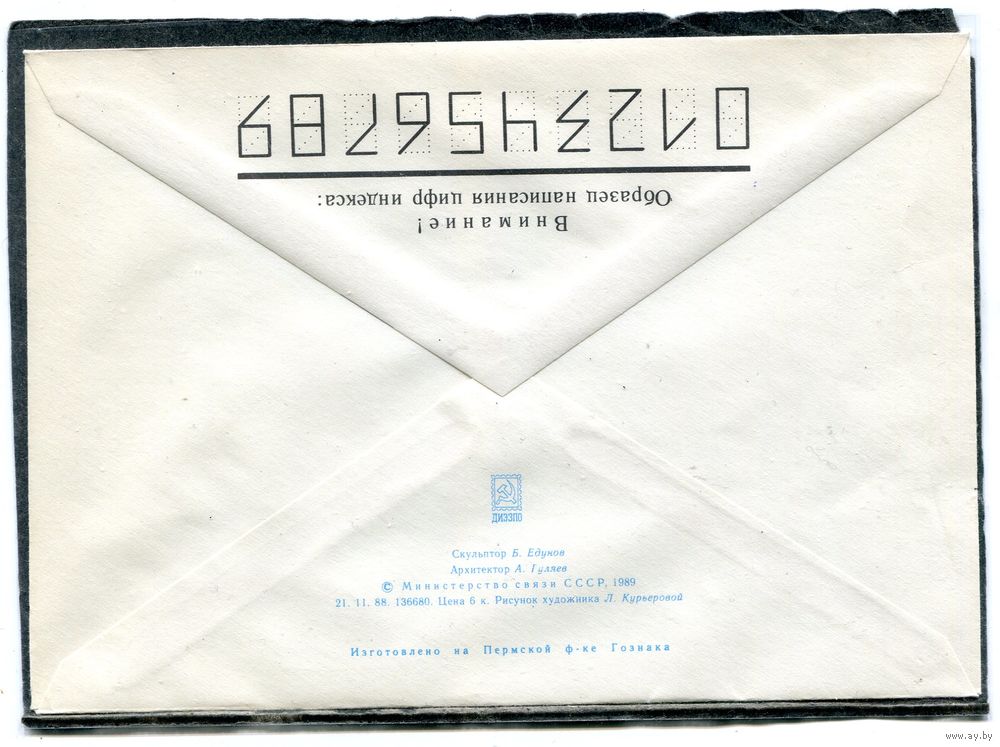 Внимание!
Образец написания цифр индекса:
0123456789
ДИЭЗПО
Скульптор Б. Едунов
Архитектор А. Гуляев
© Министерство связи СССР, 1989
21. 11. 88. 136680. Цена 6 к. Рисунок художника Л. Курьеровой
Изготовлено на Пермской ф-ке Гознака
www.ay.by